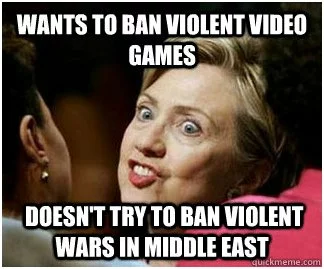 WANTS TO BAN VIOLENT VIDEO
GAMES
DOESN'T TRY TO BAN VIOLENT
WARS IN MIDDLE EAST
quickmeme.com